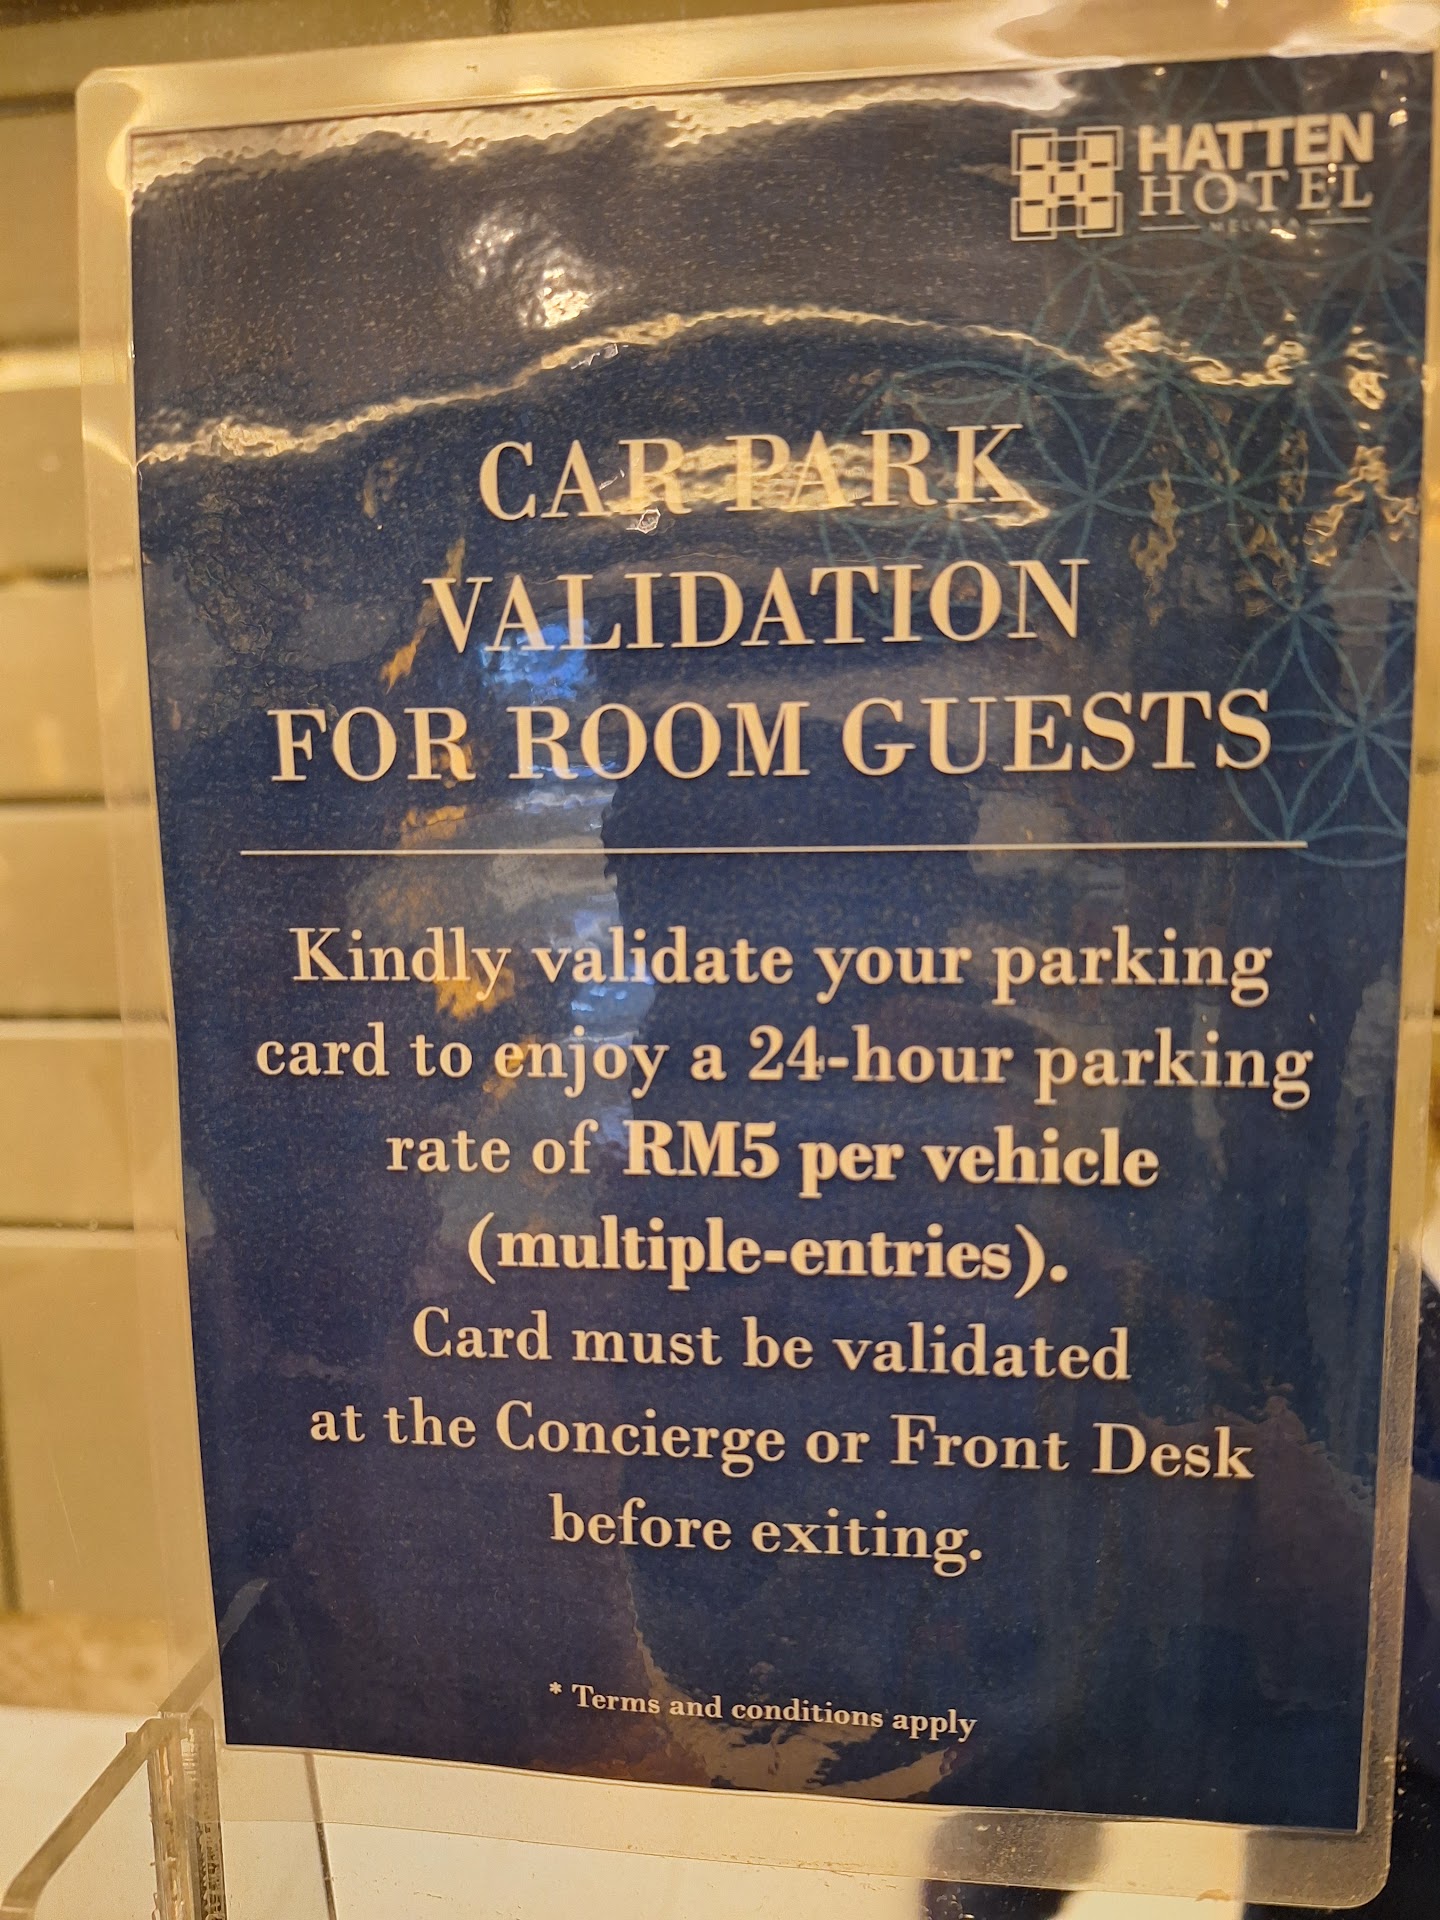 HATTEN
HOTEL
MELAKA
CAR PARK
VALIDATION
FOR ROOM GUESTS
Kindly validate your parking
card to enjoy a 24-hour parking
rate of RM5 per vehicle
(multiple-entries).
Card must be validated
at the Concierge or Front Desk
before exiting.
* Terms and conditions apply